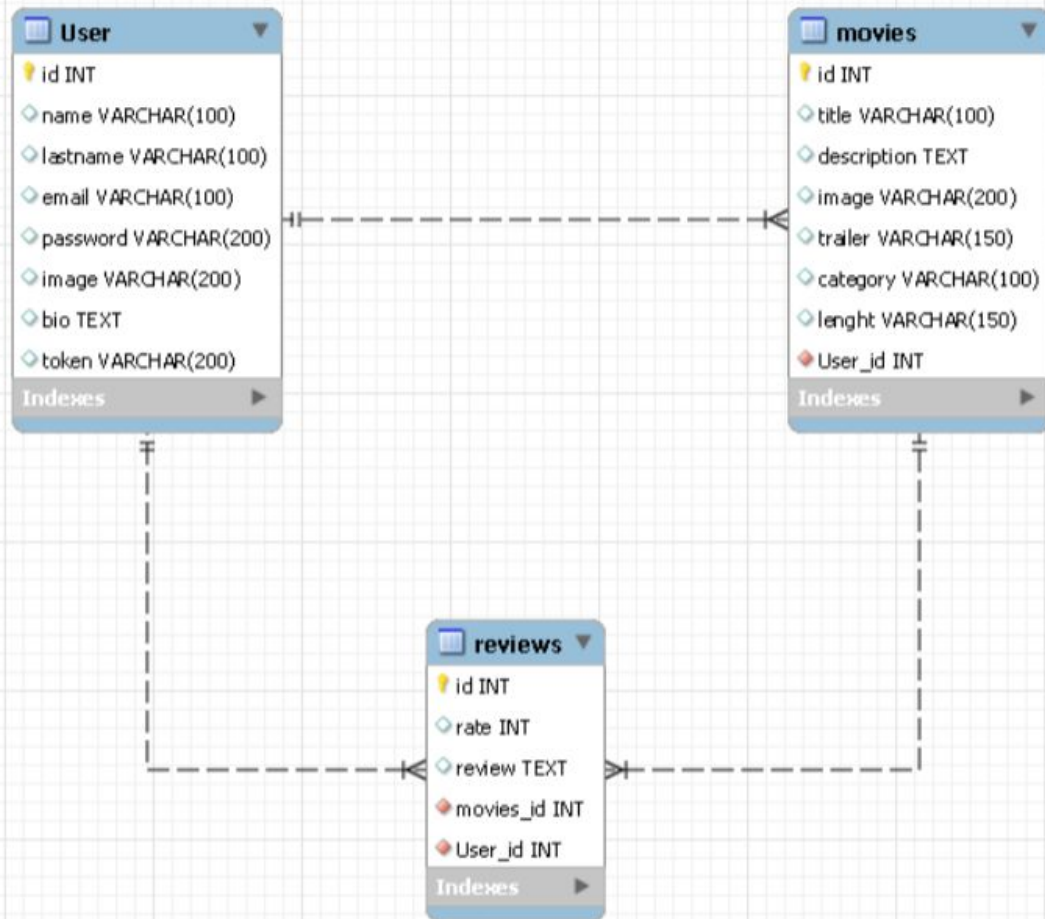 User
id INT
name VARCHAR(100)
lastname VARCHAR(100)
email VARCHAR(100)
password VARCHAR(200)
image VARCHAR(200)
bio TEXT
token VARCHAR(200)
Indexes
movies
id INT
title VARCHAR(100)
description TEXT
image VARCHAR(200)
trailer VARCHAR(150)
category VARCHAR(100)
lenght VARCHAR(150)
User_id INT
Indexes
reviews
id INT
rate INT
review TEXT
movies_id INT
User_id INT
Indexes